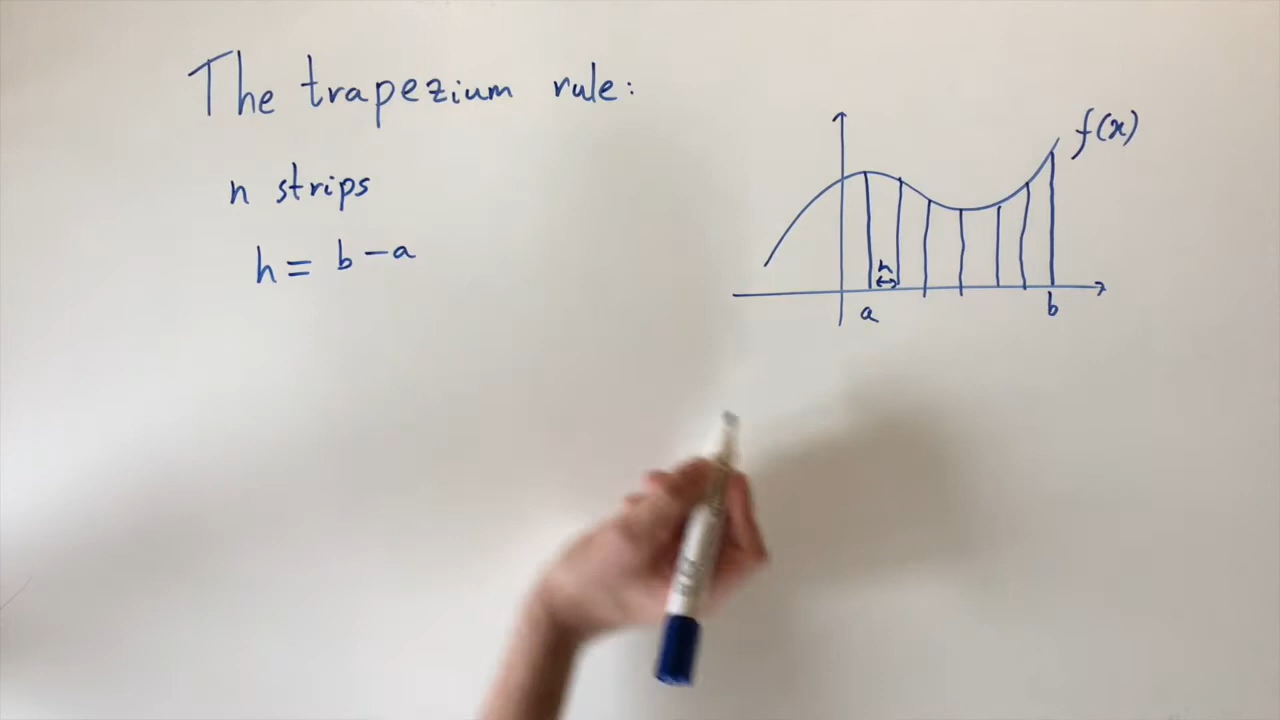 The trapezium rule:
n strips
h = b - a
f(x)
h
a
b